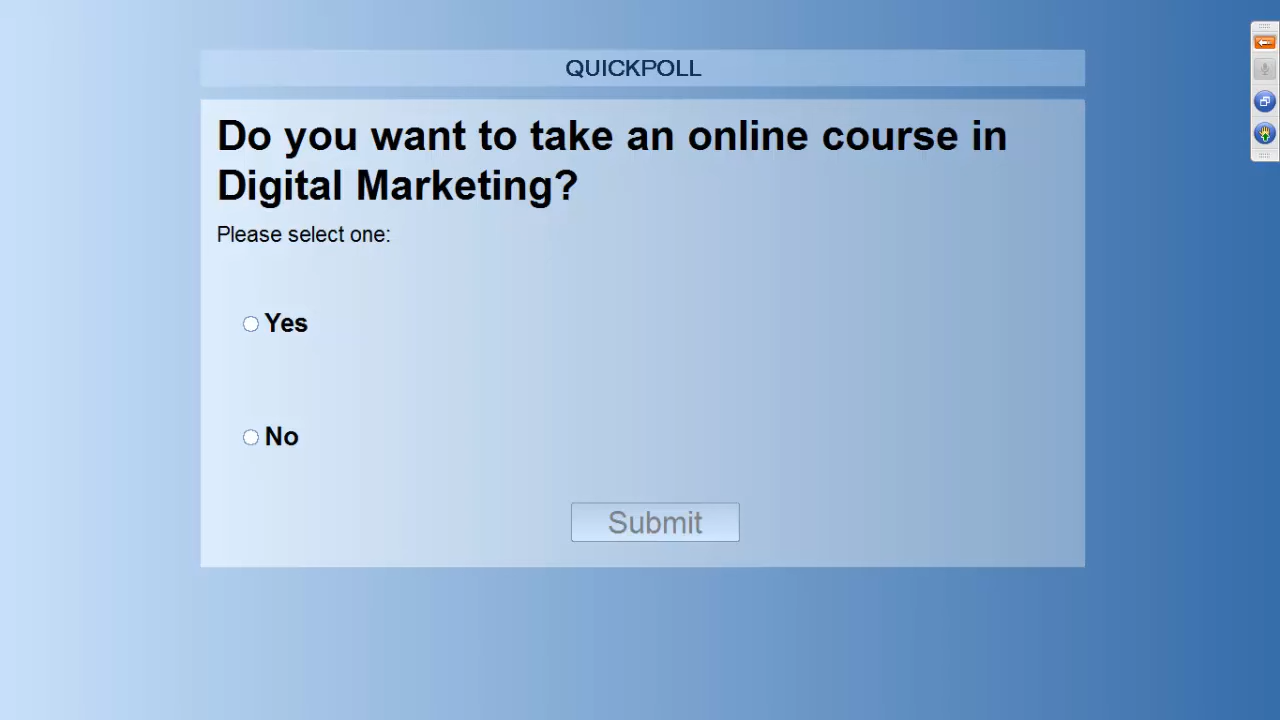 QUICKPOLL
Do you want to take an online course in
Digital Marketing?
Please select one:
Yes
No
Submit